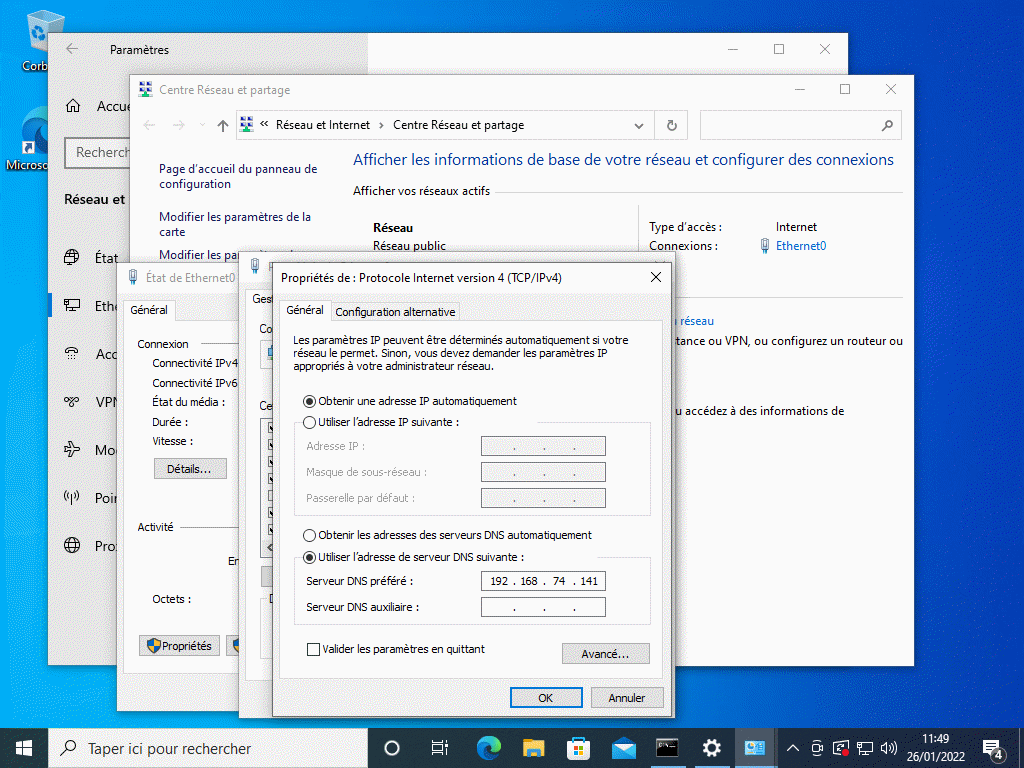 Corb
Microso
Paramètres
Accue
Recherch
Réseau et
État
Eth
Acc
VPN
Mo
Poin
Pro
Centre Réseau et partage
« Réseau et Internet > Centre Réseau et partage
Page d'accueil du panneau de
configuration
Modifier les paramètres de la
carte
Afficher les informations de base de votre réseau et configurer des connexions
Afficher vos réseaux actifs
Réseau
Réseau public
Type d'accès :
Internet
Connexions :
Ethernet0
u réseau
tance ou VPN, ou configurez un routeur ou
u accédez à des informations de
État de Ethernet0
Général
Connexion
Connectivité IPv4
Connectivité IPv6
État du média :
Durée :
Vitesse :
Détails...
Activité
En
Octets :
Propriétés
Gest
Co
Ce
Propriétés de : Protocole Internet version 4 (TCP/IPv4)
Général
Configuration alternative
Les paramètres IP peuvent être déterminés automatiquement si votre
réseau le permet. Sinon, vous devez demander les paramètres IP
appropriés à votre administrateur réseau.
Obtenir une adresse IP automatiquement
Utiliser l'adresse IP suivante :
Adresse IP :
Masque de sous-réseau :
Passerelle par défaut :
Obtenir les adresses des serveurs DNS automatiquement
Utiliser l'adresse de serveur DNS suivante :
Serveur DNS préféré :
192 . 168 . 74 . 141
Serveur DNS auxiliaire :
Valider les paramètres en quittant
Avancé...
OK
Annuler
Taper ici pour rechercher
11:49
26/01/2022
4